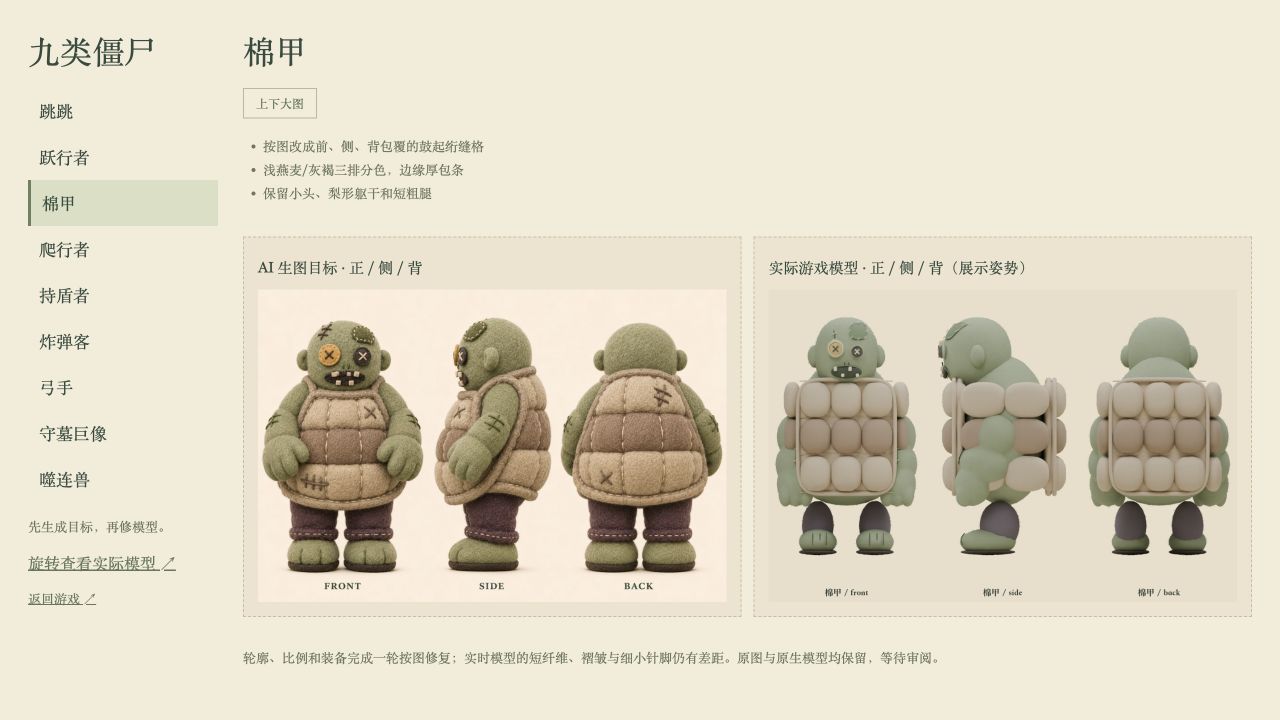 九类僵尸
跳跳
跃行者
棉甲
爬行者
持盾者
炸弹客
弓手
守墓巨像
噬连兽
先生成目标，再修模型。
旋转查看实际模型 ↗
返回游戏 ↗
棉甲
上下大图
• 按图改成前、侧、背包覆的鼓起绗缝格
• 浅燕麦/灰褐三排分色，边缘厚包条
• 保留小头、梨形躯干和短粗腿
AI 生图目标 · 正 / 侧 / 背
FRONT SIDE BACK
实际游戏模型 · 正 / 侧 / 背（展示姿势）
棉甲 / front 棉甲 / side 棉甲 / back
轮廓、比例和装备完成一轮按图修复；实时模型的短纤维、褶皱与细小针脚仍有差距。原图与原生模型均保留，等待审阅。